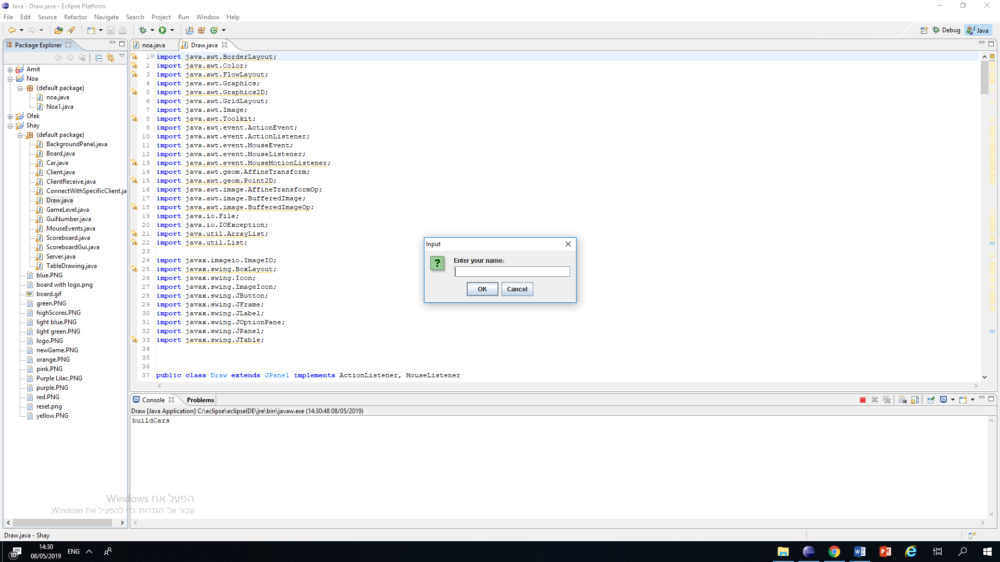 Java - Draw.java - Eclipse Platform
File Edit Source Refactor Navigate Search Project Run Window Help
Debug Java
Package Explorer
noa.java Draw.java
Amit
Noa
(default package)
noa.java
Noa1.java
Ofek
Shay
(default package)
BackgroundPanel.java
Board.java
Car.java
Client.java
ClientReceive.java
ConnectWithSpecificClient.ja
Draw.java
GameLevel.java
GuiNumber.java
MouseEvents.java
Scoreboard.java
ScoreboardGui.java
Server.java
TableDrawing.java
blue.PNG
board with logo.png
board.gif
green.PNG
highScores.PNG
light blue.PNG
light green.PNG
logo.PNG
newGame.PNG
orange.PNG
pink.PNG
Purple Lilac.PNG
purple.PNG
red.PNG
reset.png
yellow.PNG
1 import java.awt.BorderLayout;
2 import java.awt.Color;
3 import java.awt.FlowLayout;
4 import java.awt.Graphics;
5 import java.awt.Graphics2D;
6 import java.awt.GridLayout;
7 import java.awt.Image;
8 import java.awt.Toolkit;
9 import java.awt.event.ActionEvent;
10 import java.awt.event.ActionListener;
11 import java.awt.event.MouseEvent;
12 import java.awt.event.MouseListener;
13 import java.awt.event.MouseMotionListener;
14 import java.awt.geom.AffineTransform;
15 import java.awt.geom.Point2D;
16 import java.awt.image.AffineTransformOp;
17 import java.awt.image.BufferedImage;
18 import java.awt.image.BufferedImageOp;
19 import java.io.File;
20 import java.io.IOException;
21 import java.util.ArrayList;
22 import java.util.List;
23
24 import javax.imageio.ImageIO;
25 import javax.swing.BoxLayout;
26 import javax.swing.Icon;
27 import javax.swing.ImageIcon;
28 import javax.swing.JButton;
29 import javax.swing.JFrame;
30 import javax.swing.JLabel;
31 import javax.swing.JOptionPane;
32 import javax.swing.JPanel;
33 import javax.swing.JTable;
34
35
36
37 public class Draw extends JPanel implements ActionListener, MouseListener
Input
Enter your name:
OK Cancel
Console Problems
Draw [Java Application] C:\eclipse\eclipseIDE\jre\bin\javaw.exe (14:30:48 08/05/2019)
buildCars
הפעל את Windows
עבור אל 'הגדרות' כדי להפעיל את Windows.
Draw.java - Shay
10
14:30
08/05/2019
ENG